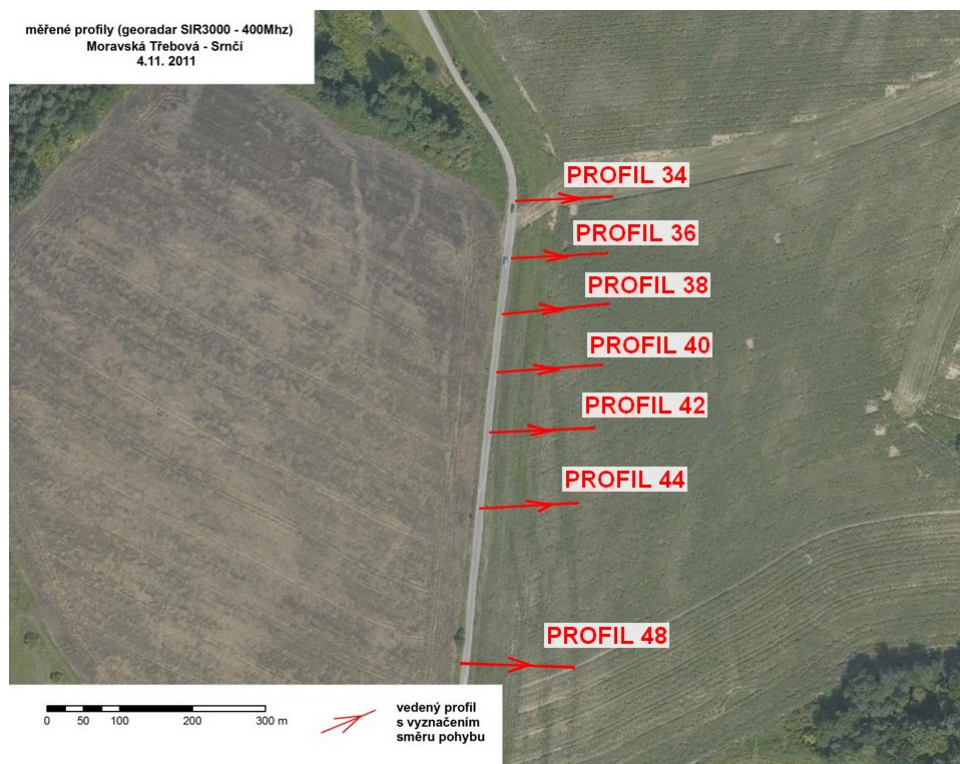 měřené profily (georadar SIR3000 - 400Mhz)
Moravská Třebová - Srnčí
4.11. 2011
PROFIL 34
PROFIL 36
PROFIL 38
PROFIL 40
PROFIL 42
PROFIL 44
PROFIL 48
0 50 100 200 300 m
vedený profil
s vyznačením
směru pohybu